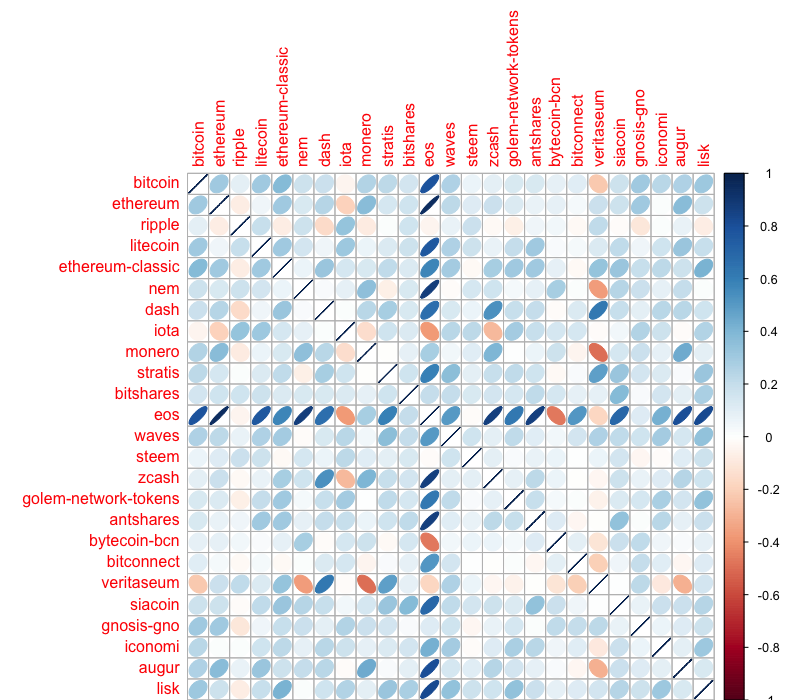 bitcoin
ethereum
ripple
litecoin
ethereum-classic
nem
dash
iota
monero
stratis
bitshares
eos
waves
steem
zcash
golem-network-tokens
antshares
bytecoin-bcn
bitconnect
veritaseum
siacoin
gnosis-gno
iconomi
augur
lisk
bitcoin
ethereum
ripple
litecoin
ethereum-classic
nem
dash
iota
monero
stratis
bitshares
eos
waves
steem
zcash
golem-network-tokens
antshares
bytecoin-bcn
bitconnect
veritaseum
siacoin
gnosis-gno
iconomi
augur
lisk
1
0.8
0.6
0.4
0.2
0
-0.2
-0.4
-0.6
-0.8